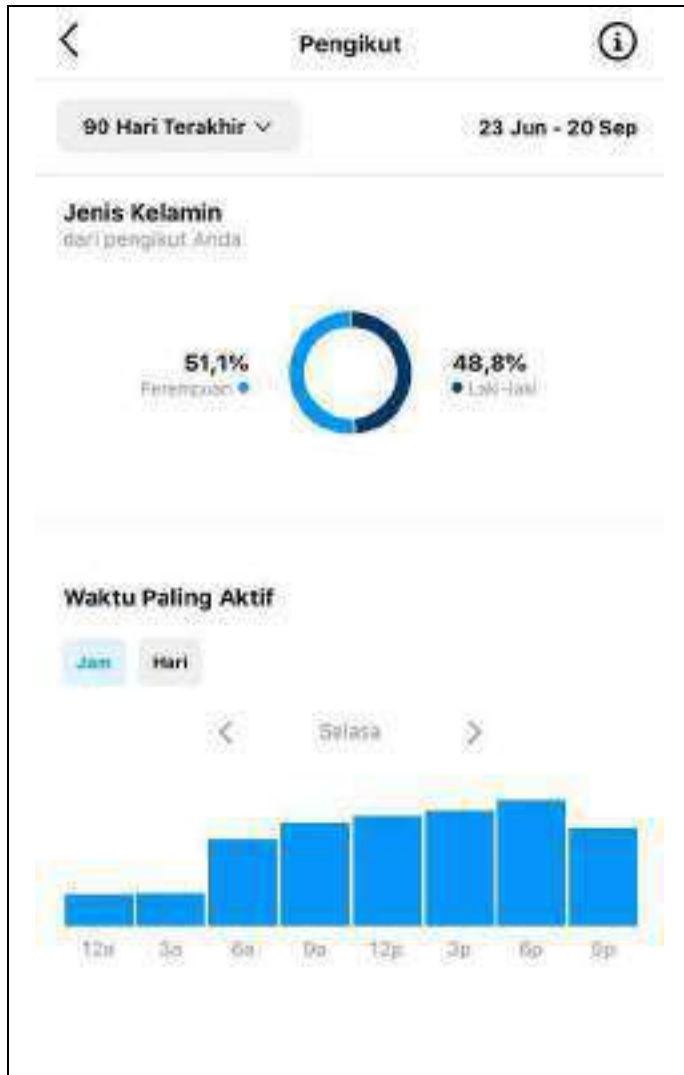 Pengikut
90 Hari Terakhir
23 Jun - 20 Sep
Jenis Kelamin
dari pengikut Anda
51,1%
Perempuan
48,8%
Laki-laki
Waktu Paling Aktif
Jam Hari
Selasa
12a 3a 6a 9a 12p 3p 6p 9p